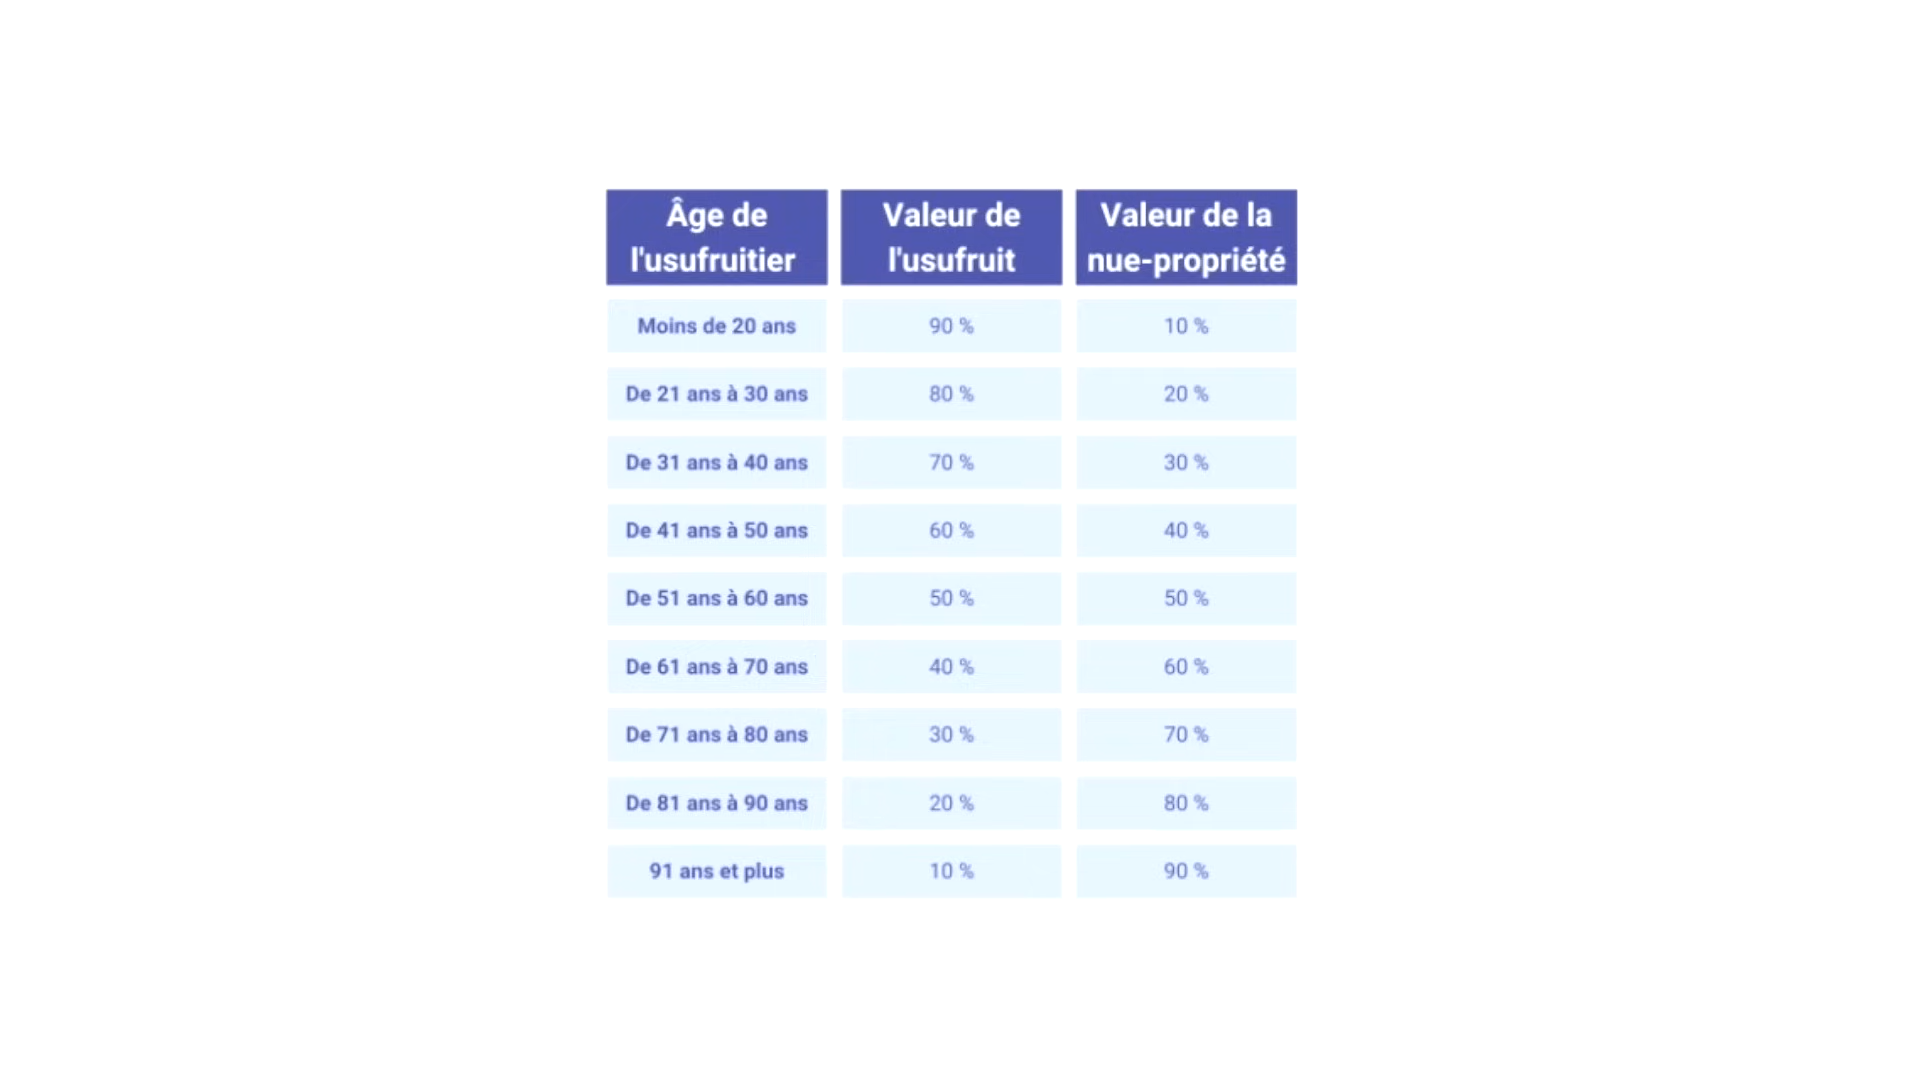 Âge de
l'usufruitier
Valeur de
l'usufruit
Valeur de la
nue-propriété
Moins de 20 ans
90 %
10 %
De 21 ans à 30 ans
80 %
20 %
De 31 ans à 40 ans
70 %
30 %
De 41 ans à 50 ans
60 %
40 %
De 51 ans à 60 ans
50 %
50 %
De 61 ans à 70 ans
40 %
60 %
De 71 ans à 80 ans
30 %
70 %
De 81 ans à 90 ans
20 %
80 %
91 ans et plus
10 %
90 %